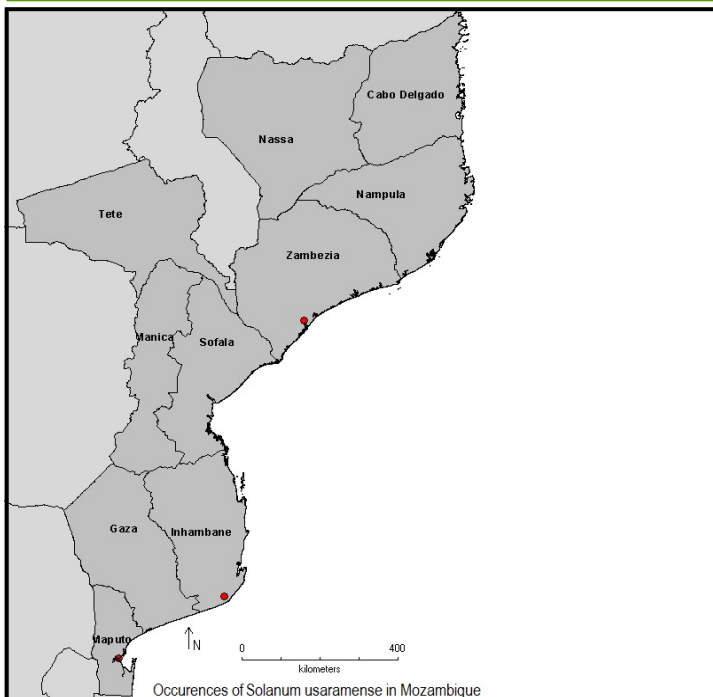 Cabo Delgado
Nassa
Nampula
Tete
Zambezia
Manica
Sofala
Gaza
Inhambane
Maputo
N
0 400
kilometers
Occurences of Solanum usaramense in Mozambique